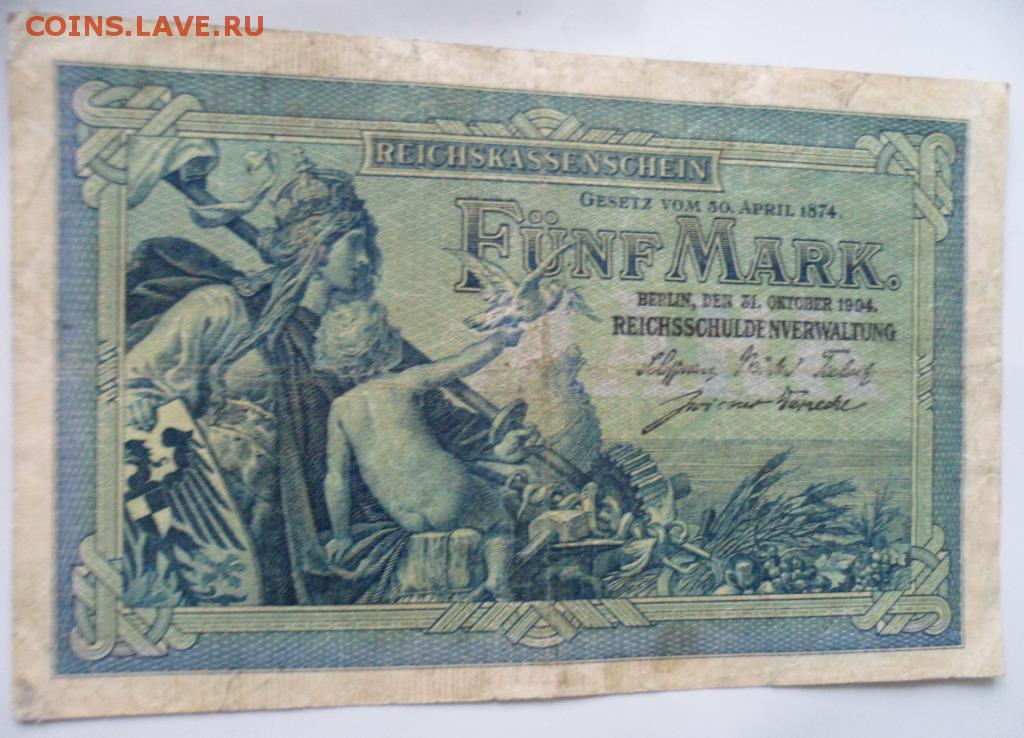 COINS.LAVE.RU
REICHSKASSENSCHEIN
GESETZ VOM 30. APRIL 1874.
FÜNF MARK.
BERLIN, DEN 31. OKTOBER 1904.
REICHSSCHULDENVERWALTUNG